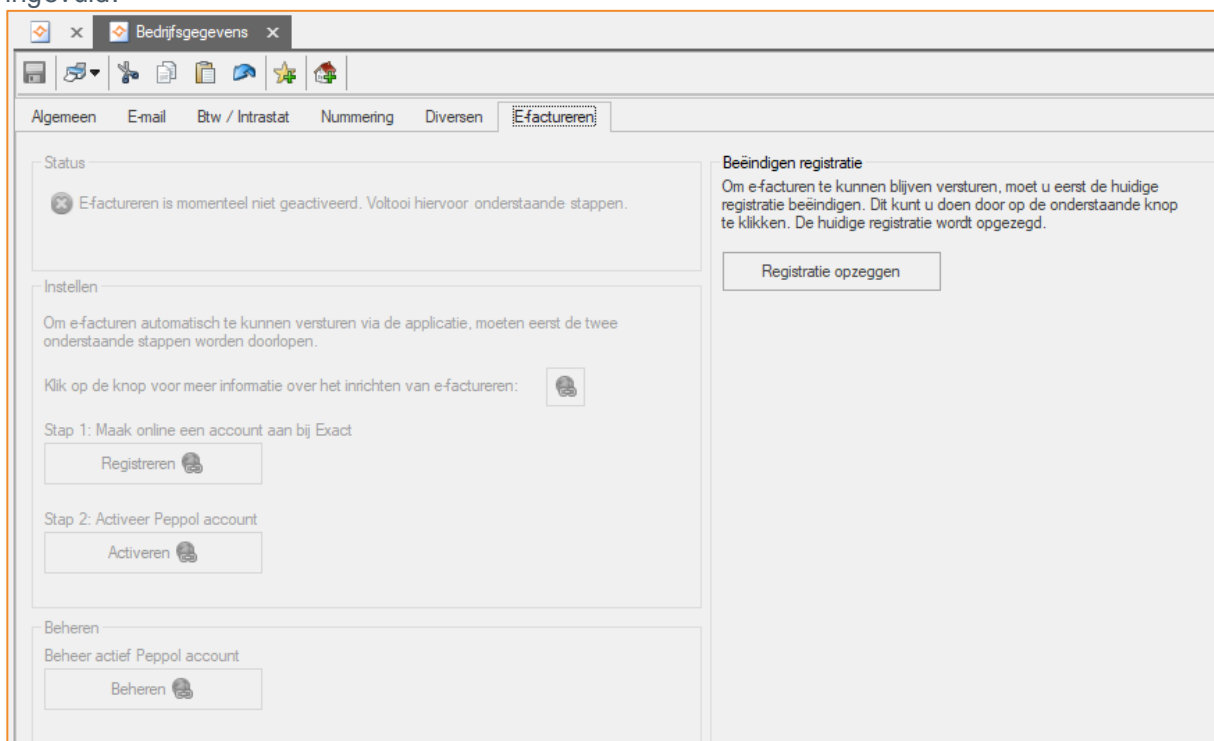 Bedrijfsgegevens
Algemeen E-mail Btw / Intrastat Nummering Diversen E-factureren
Status
E-factureren is momenteel niet geactiveerd. Voltooi hiervoor onderstaande stappen.
Instellen
Om e-facturen automatisch te kunnen versturen via de applicatie, moeten eerst de twee
onderstaande stappen worden doorlopen.
Klik op de knop voor meer informatie over het inrichten van e-factureren:
Stap 1: Maak online een account aan bij Exact
Registreren
Stap 2: Activeer Peppol account
Activeren
Beheren
Beheer actief Peppol account
Beheren
Beëindigen registratie
Om e-facturen te kunnen blijven versturen, moet u eerst de huidige
registratie beëindigen. Dit kunt u doen door op de onderstaande knop
te klikken. De huidige registratie wordt opgezegd.
Registratie opzeggen